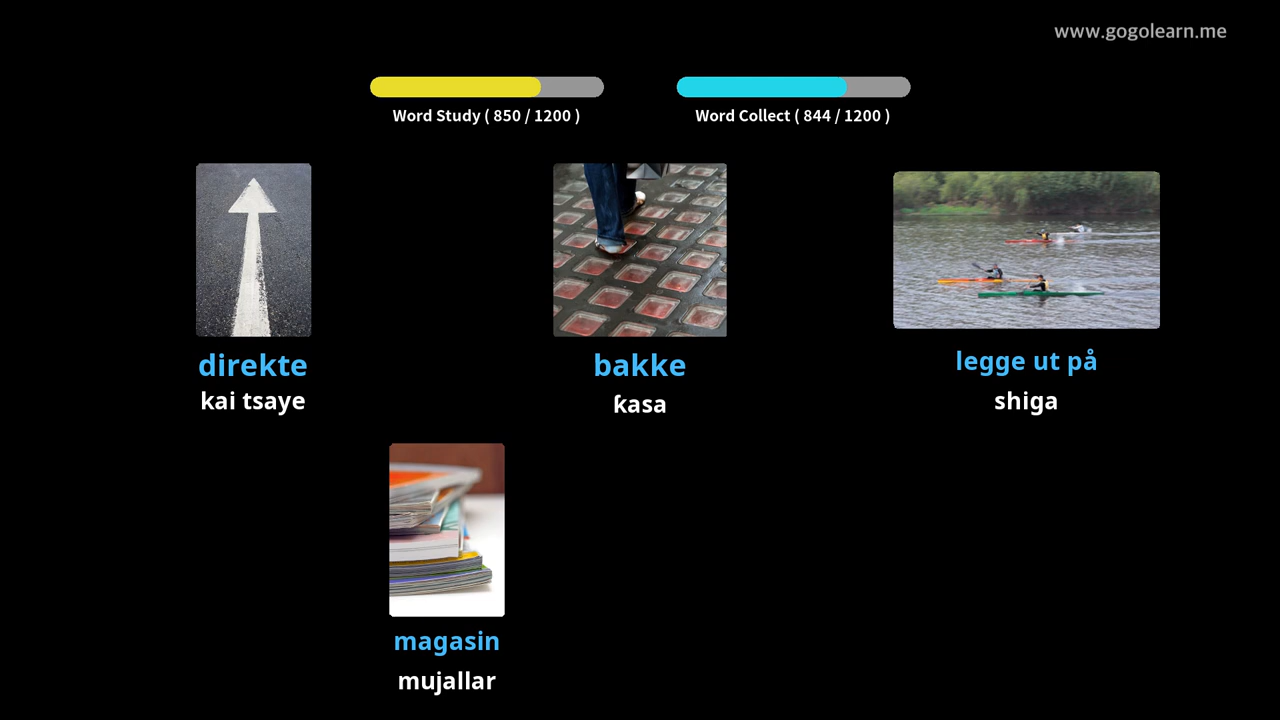 www.gogolearn.me
Word Study ( 850 / 1200 )
Word Collect ( 844 / 1200 )
direkte
kai tsaye
bakke
ƙasa
legge ut på
shiga
magasin
mujallar